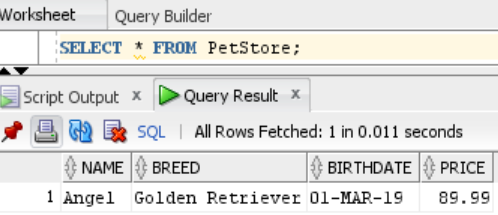 Worksheet Query Builder
SELECT * FROM PetStore;
Script Output x Query Result x
SQL | All Rows Fetched: 1 in 0.011 seconds
NAME BREED BIRTHDATE PRICE
1 Angel Golden Retriever 01-MAR-19 89.99